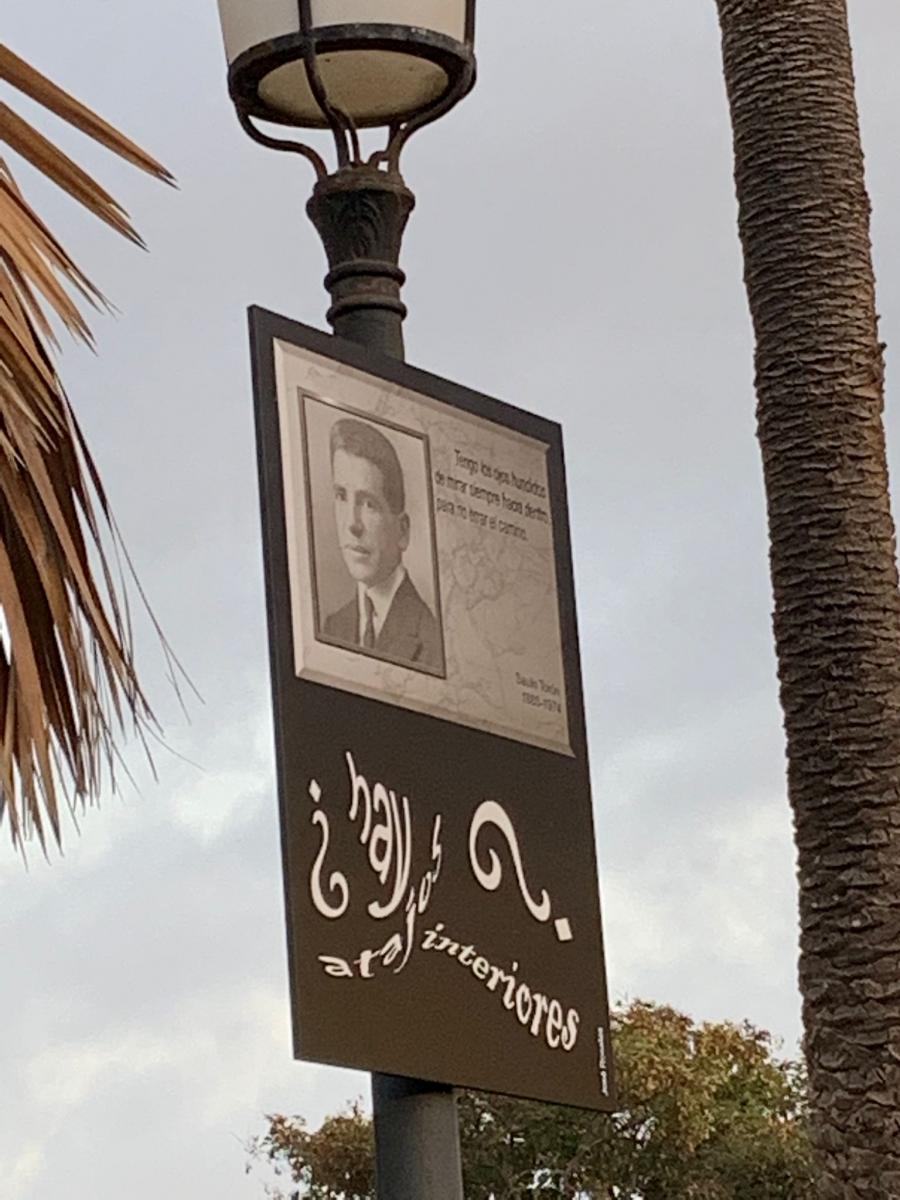 Tengo los ojos hundidos
de mirar siempre hacia dentro,
para no errar el camino.
Saulo Torón
1885-1974
¿hay
atajos interiores?